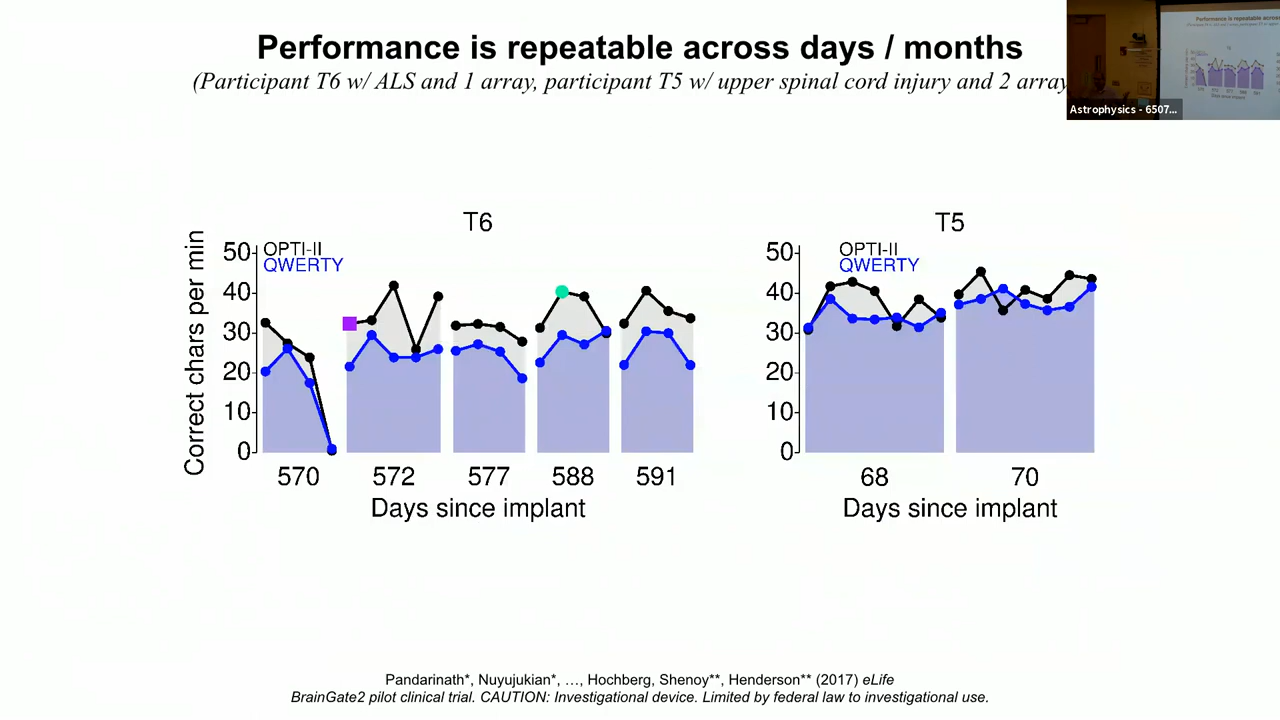 Performance is repeatable across days / months
(Participant T6 w/ ALS and 1 array, participant T5 w/ upper spinal cord injury and 2 array
Astrophysics - 6507...
T6
Correct chars per min
50
40
30
20
10
0
OPTI-II
QWERTY
570 572 577 588 591
Days since implant
T5
50
40
30
20
10
0
OPTI-II
QWERTY
68 70
Days since implant
Pandarinath*, Nuyujukian*, …, Hochberg, Shenoy**, Henderson** (2017) eLife
BrainGate2 pilot clinical trial. CAUTION: Investigational device. Limited by federal law to investigational use.